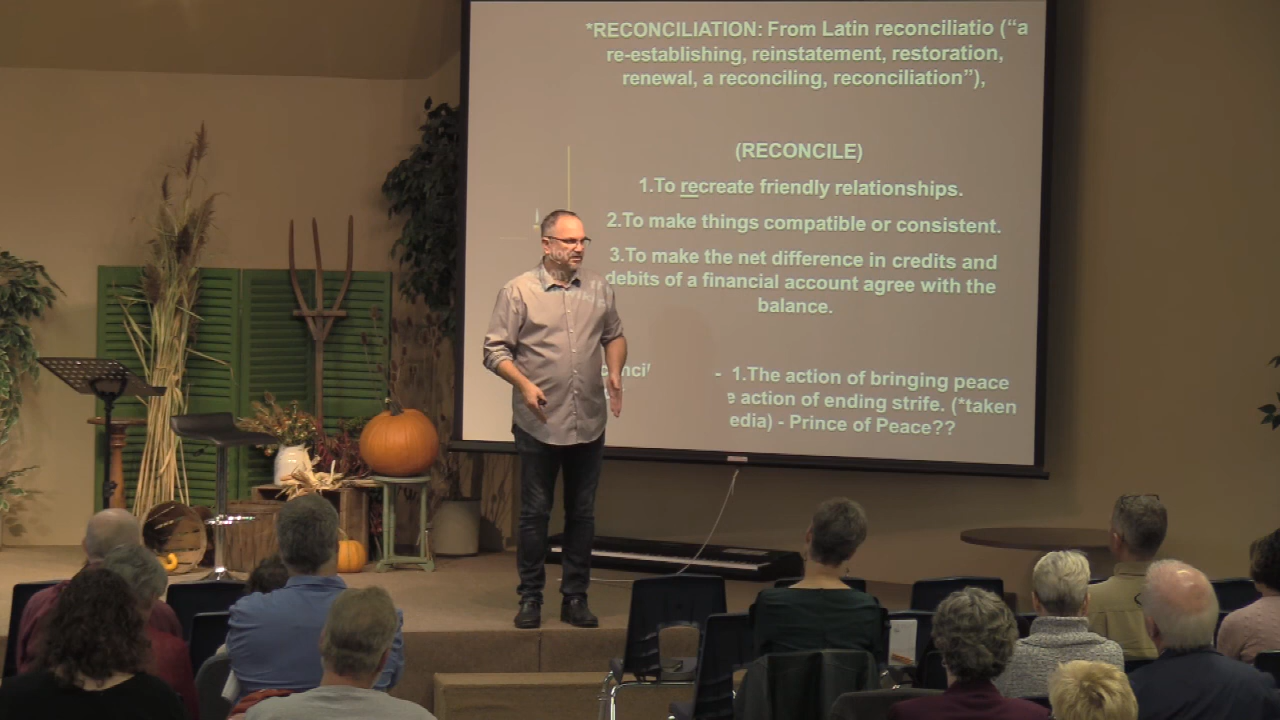 *RECONCILIATION: From Latin reconciliatio (“a
re-establishing, reinstatement, restoration,
renewal, a reconciling, reconciliation”),
(RECONCILE)
1.To recreate friendly relationships.
2.To make things compatible or consistent.
3.To make the net difference in credits and
debits of a financial account agree with the
balance.
- 1.The action of bringing peace
action of ending strife. (*taken
- Prince of Peace??